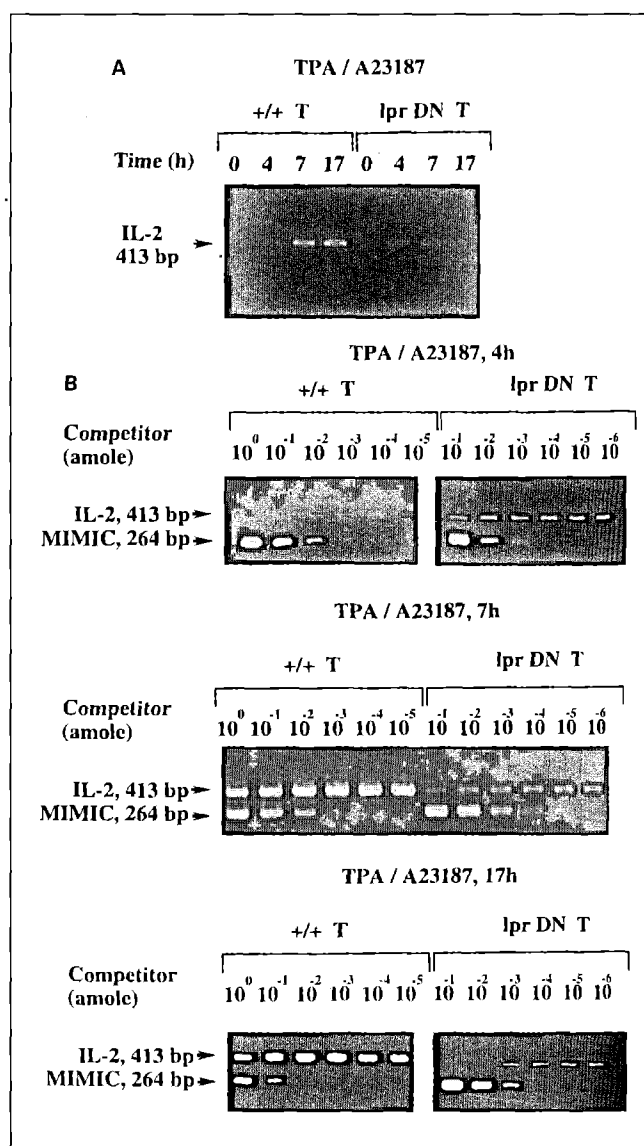 A
TPA / A23187
+/+ T lpr DN T
Time (h) 0 4 7 17 0 4 7 17
IL-2
413 bp
TPA / A23187, 4h
B
+/+ T lpr DN T
Competitor
(amole)
10^0 10^-1 10^-2 10^-3 10^-4 10^-5 10^-1 10^-2 10^-3 10^-4 10^-5 10^-6
IL-2, 413 bp
MIMIC, 264 bp
TPA / A23187, 7h
+/+ T lpr DN T
Competitor
(amole)
10^0 10^-1 10^-2 10^-3 10^-4 10^-5 10^-1 10^-2 10^-3 10^-4 10^-5 10^-6
IL-2, 413 bp
MIMIC, 264 bp
TPA / A23187, 17h
+/+ T lpr DN T
Competitor
(amole)
10^0 10^-1 10^-2 10^-3 10^-4 10^-5 10^-1 10^-2 10^-3 10^-4 10^-5 10^-6
IL-2, 413 bp
MIMIC, 264 bp